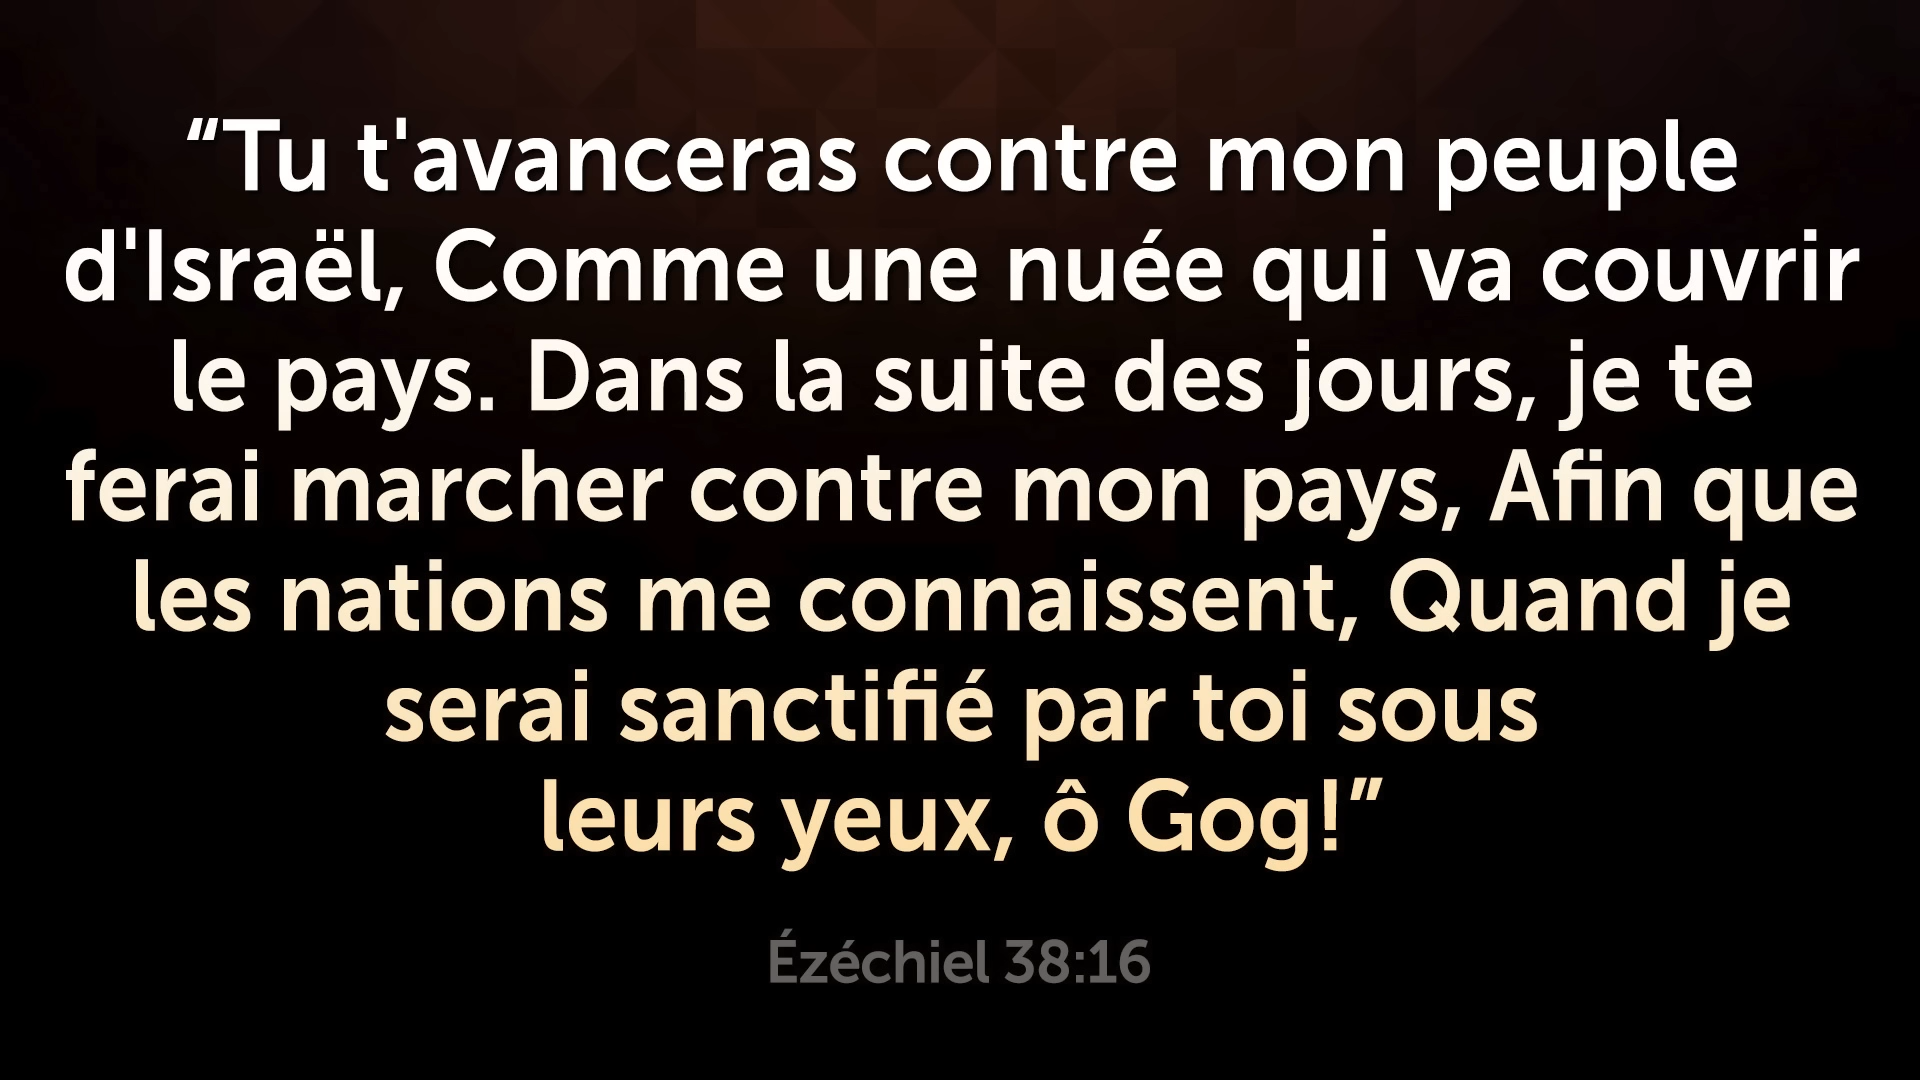 “Tu t'avanceras contre mon peuple
d'Israël, Comme une nuée qui va couvrir
le pays. Dans la suite des jours, je te
ferai marcher contre mon pays, Afin que
les nations me connaissent, Quand je
serai sanctifié par toi sous
leurs yeux, ô Gog!”
Ézéchiel 38:16